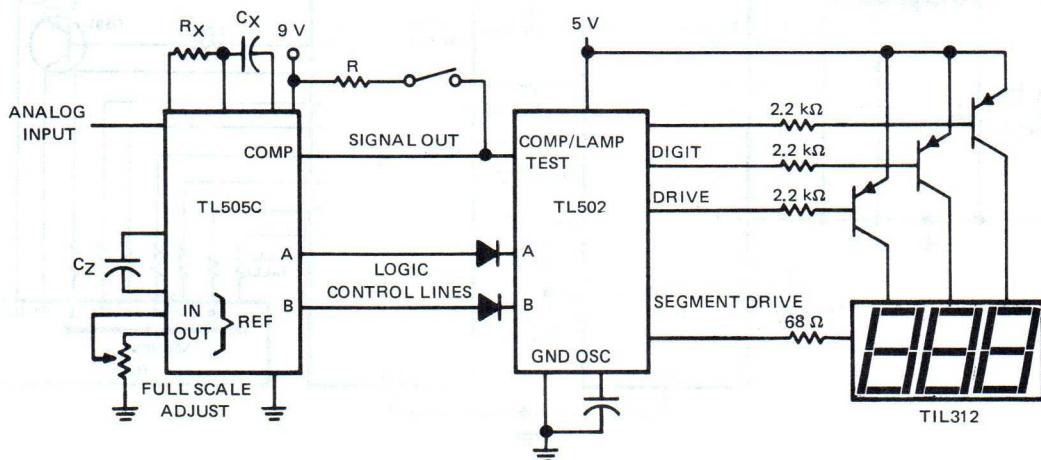 RX
CX
9 V
5 V
R
2.2 kΩ
ANALOG
INPUT
COMP
SIGNAL OUT
COMP/LAMP
TEST
DIGIT
2.2 kΩ
TL505C
TL502
DRIVE
2.2 kΩ
CZ
A
LOGIC
CONTROL LINES
A
B
B
IN
OUT
REF
SEGMENT DRIVE
68 Ω
GND OSC
FULL SCALE
ADJUST
888
TIL312